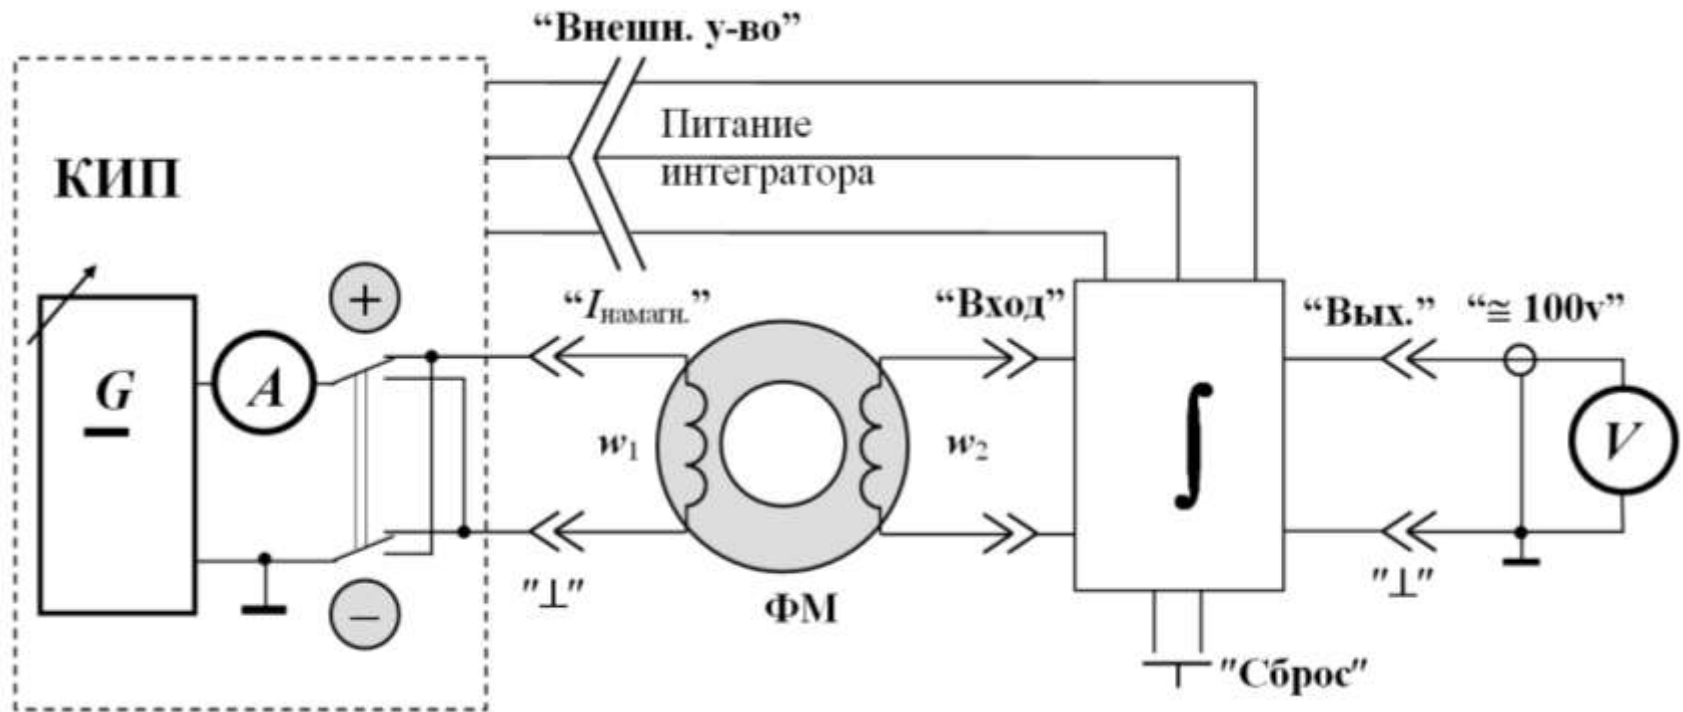 “Внешн. у-во”
Питание
интегратора
КИП
+
“Iнамагн.”
“Вход”
“Вых.”
“≅ 100v”
G
A
w1
w2
∫
V
"⊥"
"⊥"
–
ФМ
"Сброс"